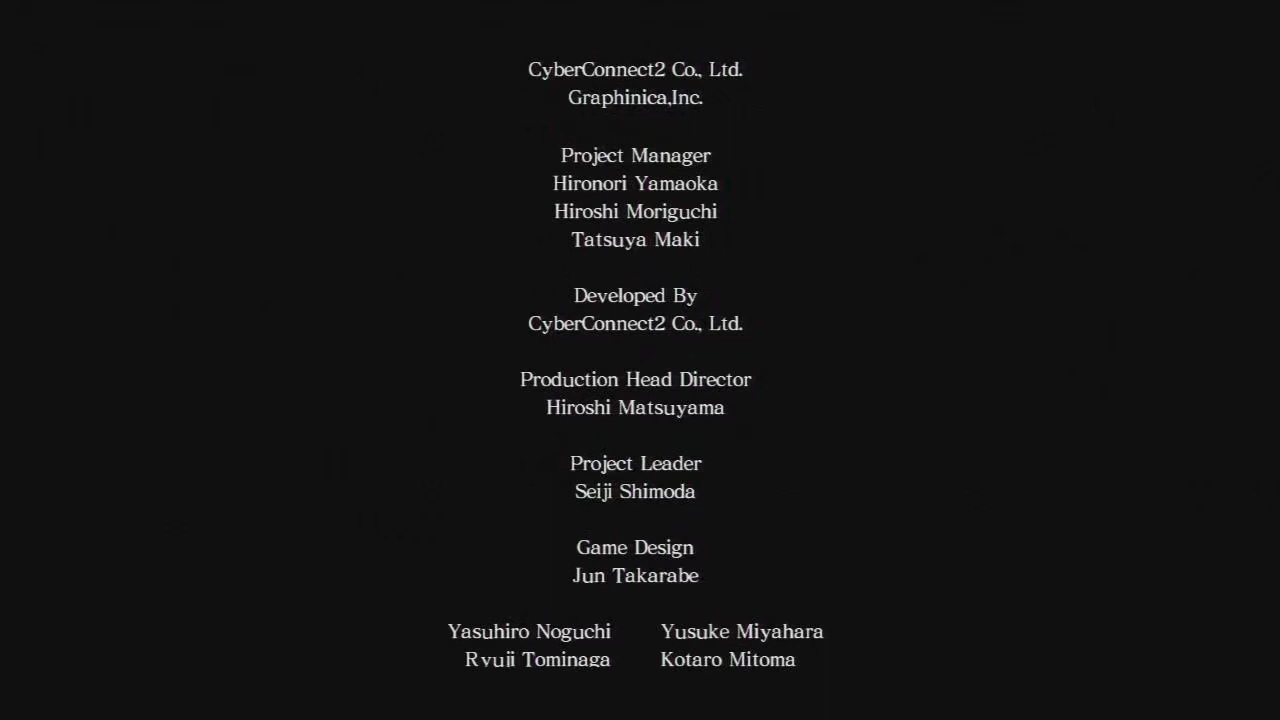 CyberConnect2 Co., Ltd.
Graphinica,Inc.
Project Manager
Hironori Yamaoka
Hiroshi Moriguchi
Tatsuya Maki
Developed By
CyberConnect2 Co., Ltd.
Production Head Director
Hiroshi Matsuyama
Project Leader
Seiji Shimoda
Game Design
Jun Takarabe
Yasuhiro Noguchi Yusuke Miyahara
Ryuji Tominaga Kotaro Mitoma